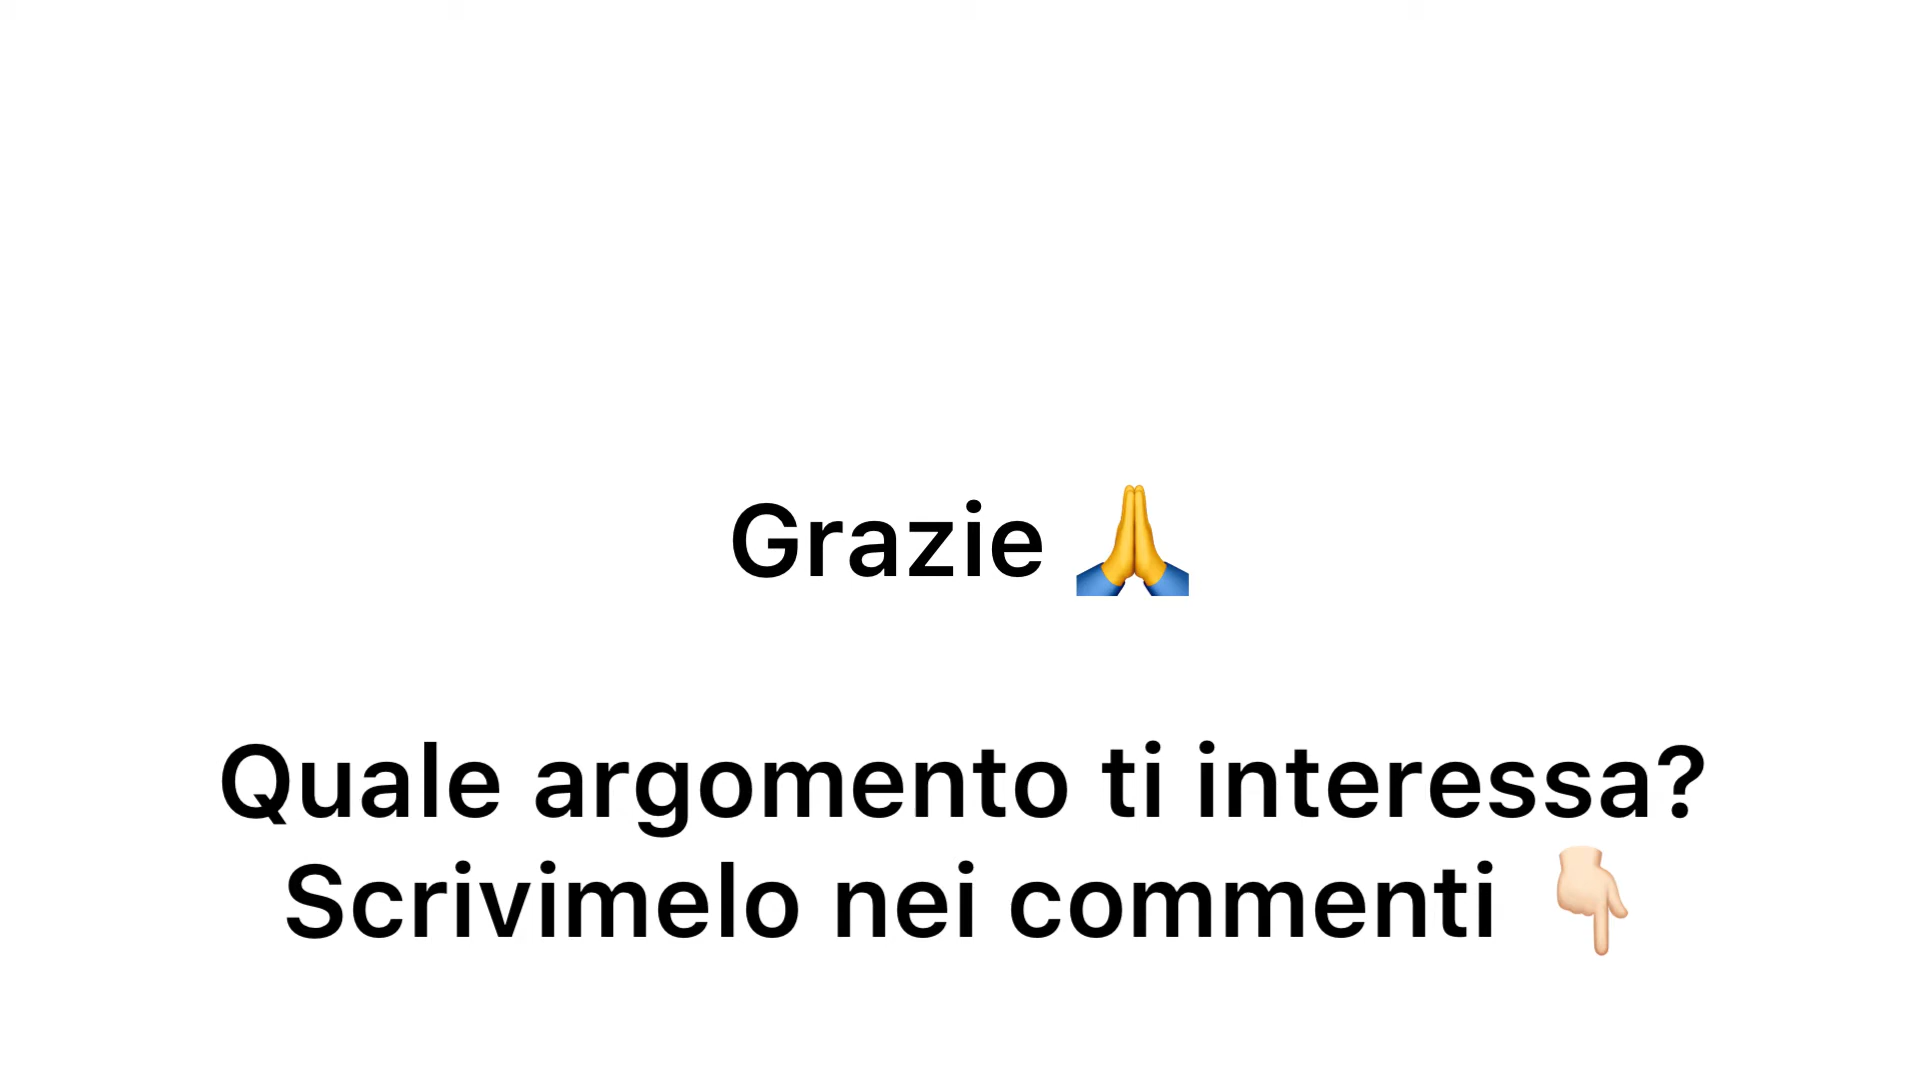 Grazie 🙏
Quale argomento ti interessa?
Scrivimelo nei commenti 👇🏻